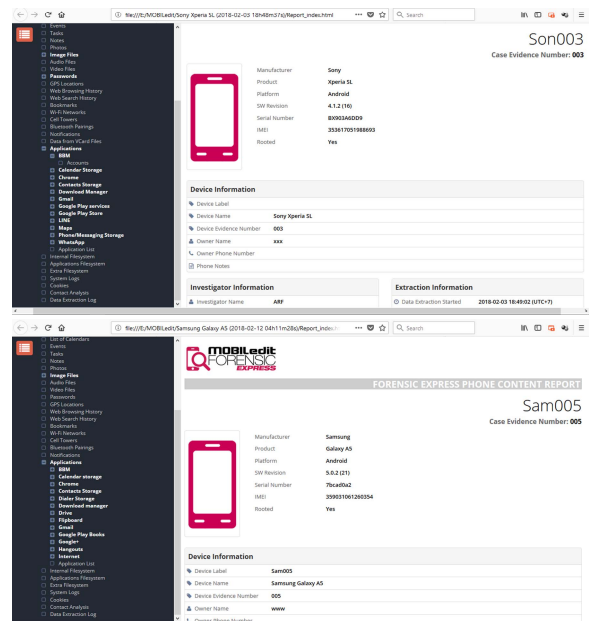 file:///E:/MOBILedit/Sony Xperia SL (2018-02-03 18h48m37s)/Report_index.html
Search
Events
Tasks
Notes
Photos
Image Files
Audio Files
Video Files
Passwords
GPS Locations
Web Browsing History
Web Search History
Bookmarks
Wi-Fi Networks
Cell Towers
Bluetooth Pairings
Notifications
Data from VCard Files
Applications
BBM
Accounts
Calendar Storage
Chrome
Contacts Storage
Download Manager
Gmail
Google Play services
Google Play Store
LINE
Maps
Phone/Messaging Storage
WhatsApp
Application List
Internal Filesystem
Applications Filesystem
Extra Filesystem
System Logs
Cookies
Contact Analysis
Data Extraction Log
Son003
Case Evidence Number: 003
Manufacturer Sony
Product Xperia SL
Platform Android
SW Revision 4.1.2 (16)
Serial Number BX903A6DD9
IMEI 353617051988693
Rooted Yes
Device Information
Device Label
Device Name Sony Xperia SL
Device Evidence Number 003
Owner Name xxx
Owner Phone Number
Phone Notes
Investigator Information
Investigator Name ARF
Extraction Information
Data Extraction Started 2018-02-03 18:49:02 (UTC+7)
file:///E:/MOBILedit/Samsung Galaxy A5 (2018-02-12 04h11m28s)/Report_index.h
Search
List of Calendars
Events
Tasks
Notes
Photos
Image Files
Audio Files
Video Files
Passwords
GPS Locations
Web Browsing History
Web Search History
Bookmarks
Wi-Fi Networks
Cell Towers
Bluetooth Pairings
Notifications
Applications
BBM
Calendar storage
Chrome
Contacts Storage
Dialer Storage
Download manager
Drive
Flipboard
Gmail
Google Play Books
Google+
Hangouts
Internet
Application List
Internal Filesystem
Applications Filesystem
Extra Filesystem
System Logs
Cookies
Contact Analysis
Data Extraction Log
MOBILedit
FORENSIC
EXPRESS
FORENSIC EXPRESS PHONE CONTENT REPORT
Sam005
Case Evidence Number: 005
Manufacturer Samsung
Product Galaxy A5
Platform Android
SW Revision 5.0.2 (21)
Serial Number 7bcad0a2
IMEI 359031061260354
Rooted Yes
Device Information
Device Label Sam005
Device Name Samsung Galaxy A5
Device Evidence Number 005
Owner Name www
Owner Phone Number